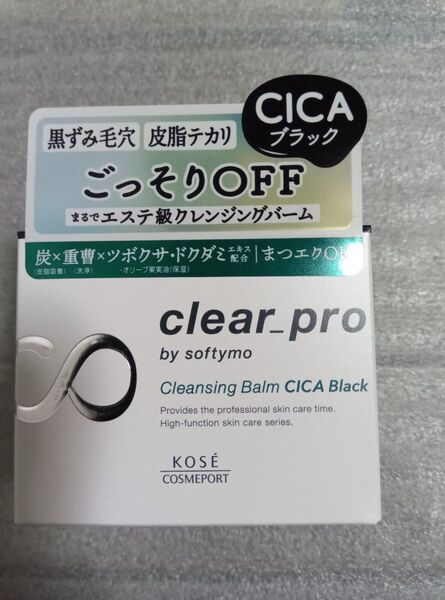 CICA
ブラック
黒ずみ毛穴 皮脂テカリ
ごっそりOFF
まるでエステ級クレンジングバーム
炭×重曹×ツボクサ・ドクダミエキス配合 まつエクOK
(皮脂吸着) (洗浄) ・オリーブ果実油(保湿)
clear_pro
by softymo
Cleansing Balm CICA Black
Provides the professional skin care time.
High-function skin care series.
KOSÉ
COSMEPORT